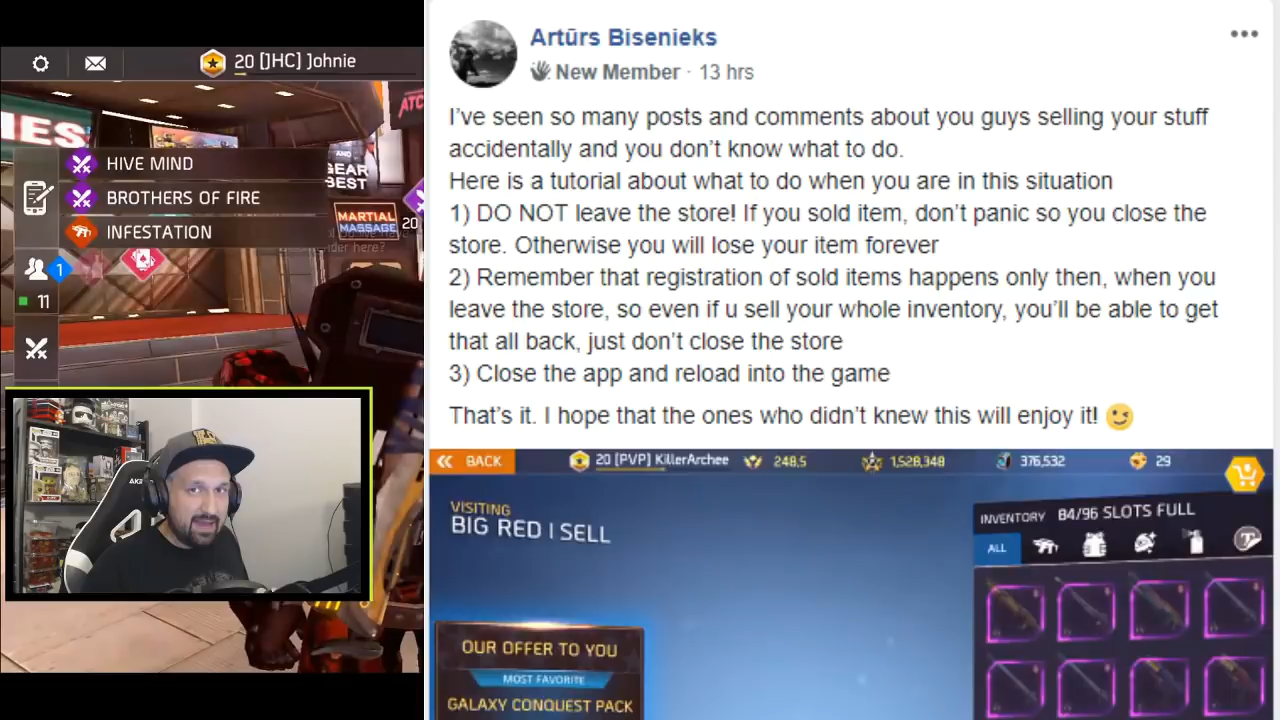 20 [JHC] Johnie
ATC
NES
HIVE MIND
BROTHERS OF FIRE
INFESTATION
AND
GEAR
BEST
MARTIAL
MASSAGE
20
1
11
Artūrs Bisenieks
New Member · 13 hrs
I've seen so many posts and comments about you guys selling your stuff
accidentally and you don't know what to do.
Here is a tutorial about what to do when you are in this situation
1) DO NOT leave the store! If you sold item, don't panic so you close the
store. Otherwise you will lose your item forever
2) Remember that registration of sold items happens only then, when you
leave the store, so even if u sell your whole inventory, you'll be able to get
that all back, just don't close the store
3) Close the app and reload into the game
That's it. I hope that the ones who didn't knew this will enjoy it! 😉
BACK
20 [PVP] KillerArchee
248,5
1,528,348
376,532
29
VISITING
BIG RED | SELL
INVENTORY 84/96 SLOTS FULL
ALL
OUR OFFER TO YOU
MOST FAVORITE
GALAXY CONQUEST PACK